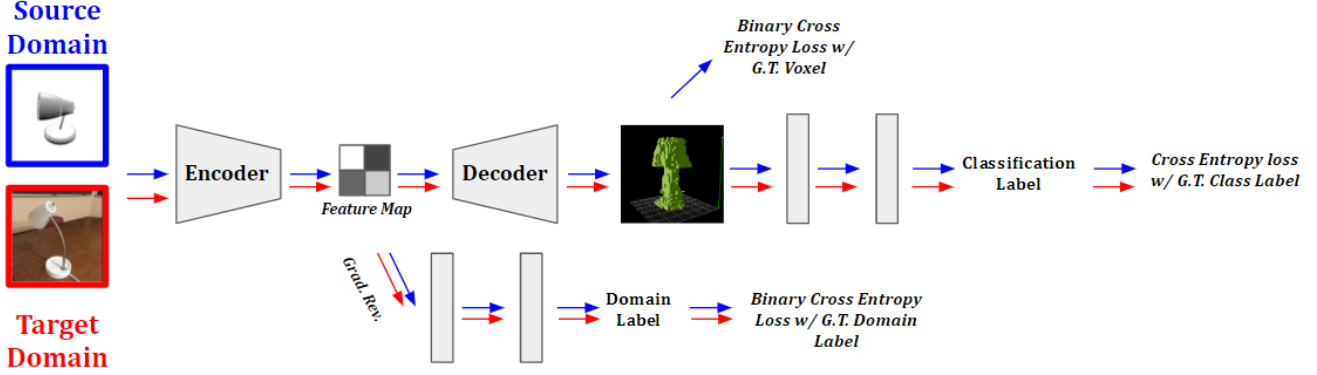 Source
Domain
Binary Cross
Entropy Loss w/
G.T. Voxel
Encoder
Feature Map
Decoder
Classification
Label
Cross Entropy loss
w/ G.T. Class Label
Grad. Rev.
Domain
Label
Binary Cross Entropy
Loss w/ G.T. Domain
Label
Target
Domain